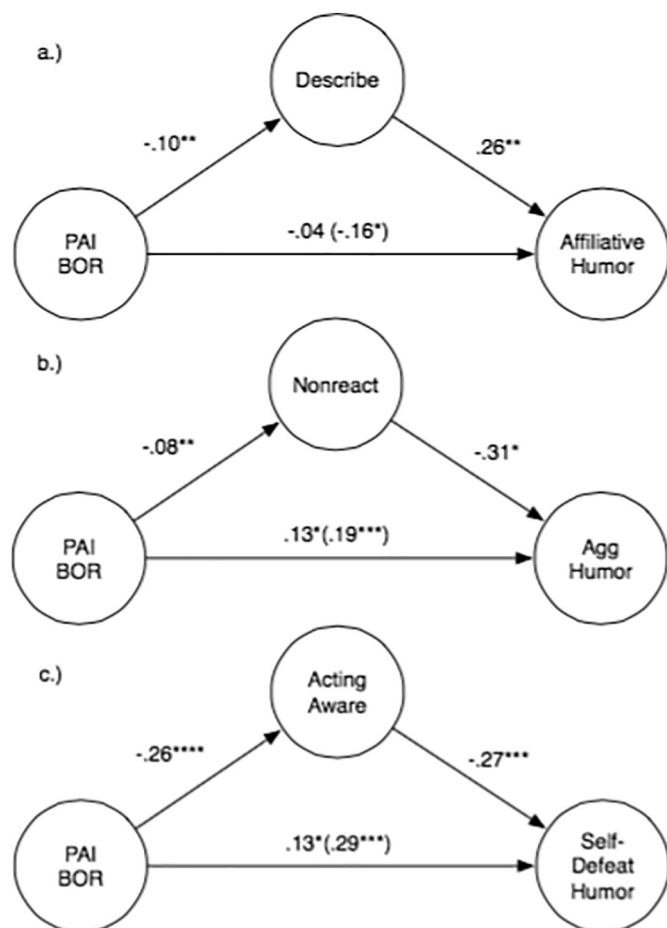 a.)
Describe
-.10**
.26**
PAI
BOR
-.04 (-.16*)
Affiliative
Humor
b.)
Nonreact
-.08**
-.31*
PAI
BOR
.13*(.19***)
Agg
Humor
c.)
Acting
Aware
-.26****
-.27***
PAI
BOR
.13*(.29***)
Self-
Defeat
Humor